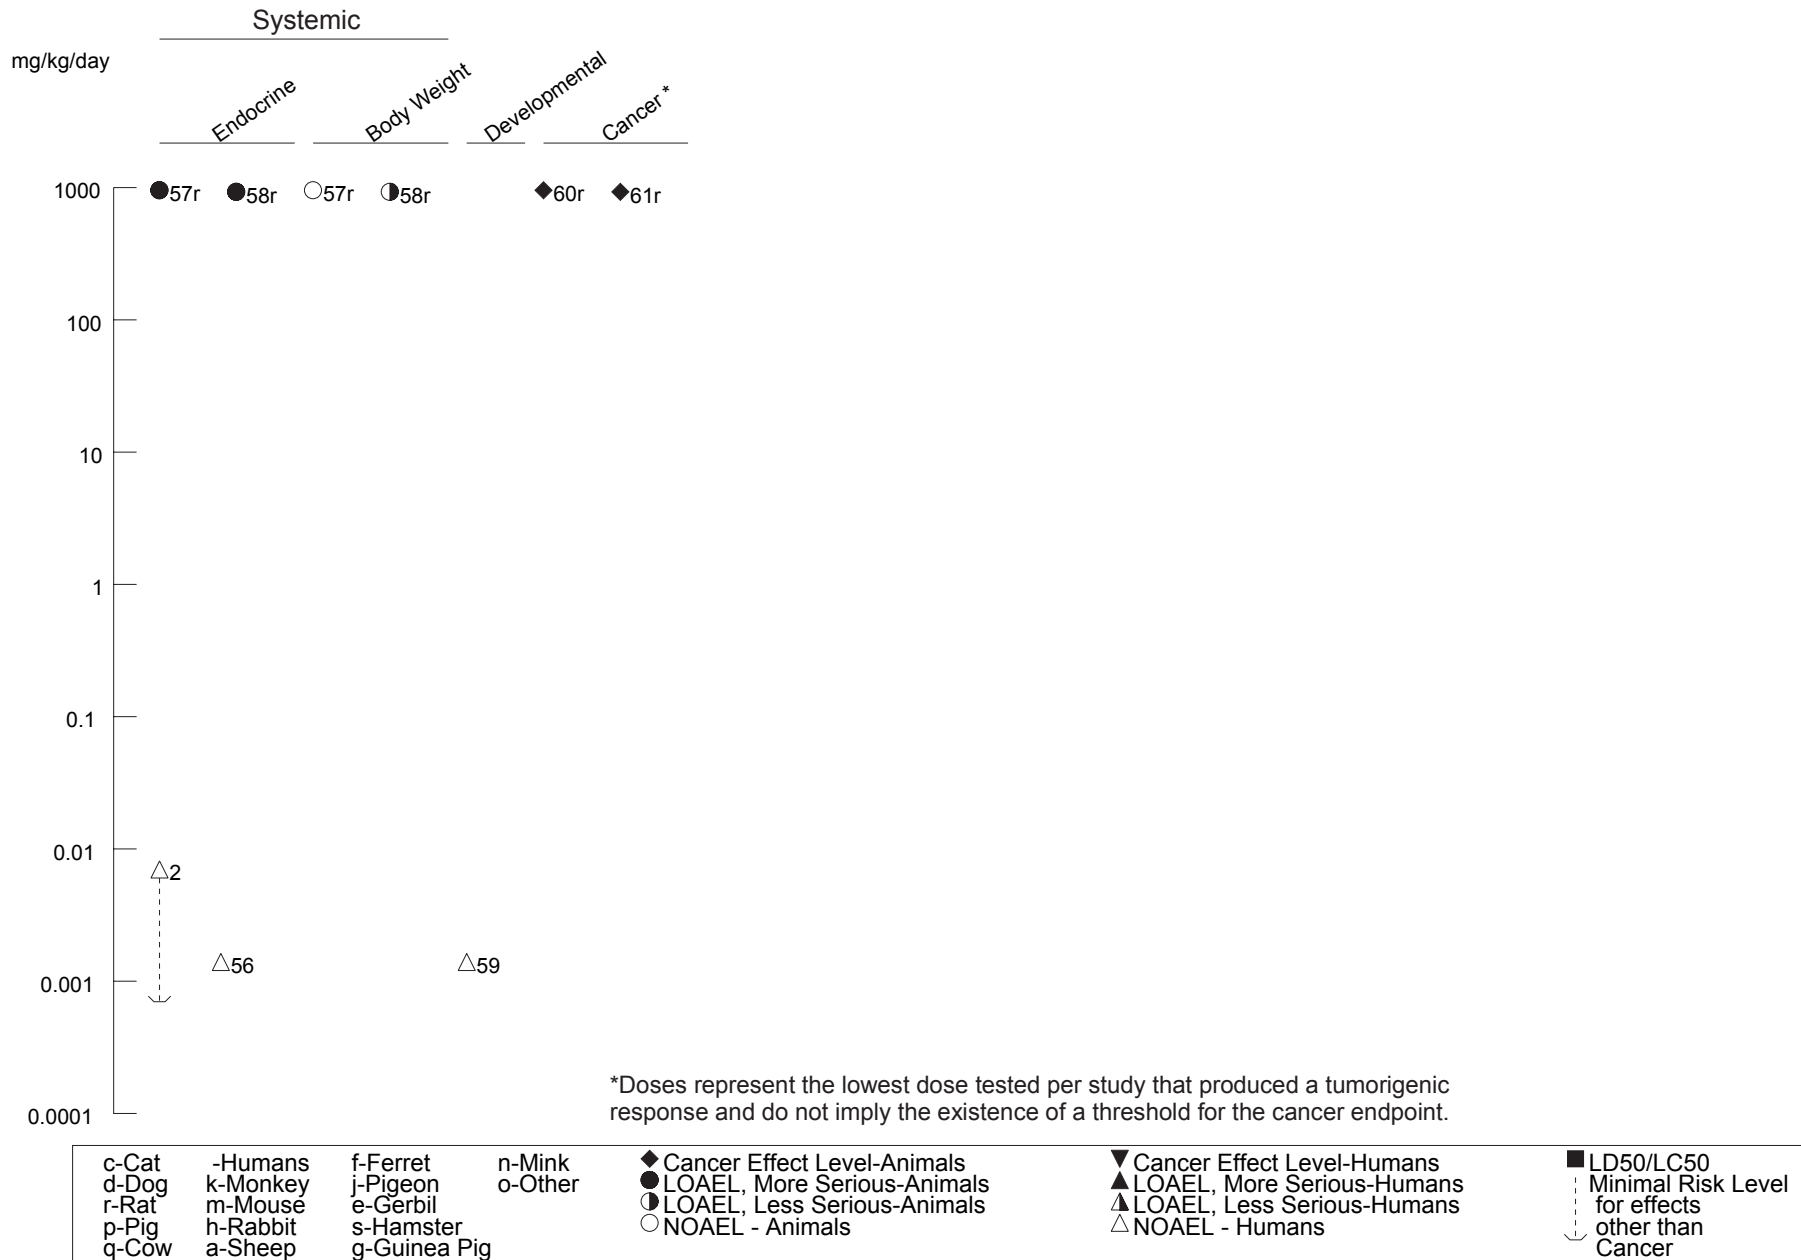 Systemic
mg/kg/day
Endocrine
Body Weight
Developmental
Cancer *
1000
57r
58r
57r
58r
60r
61r
100
10
1
0.1
0.01
2
56
59
0.001
0.0001
*Doses represent the lowest dose tested per study that produced a tumorigenic
response and do not imply the existence of a threshold for the cancer endpoint.
c-Cat
d-Dog
r-Rat
p-Pig
q-Cow
-Humans
k-Monkey
m-Mouse
h-Rabbit
a-Sheep
f-Ferret
j-Pigeon
e-Gerbil
s-Hamster
g-Guinea Pig
n-Mink
o-Other
Cancer Effect Level-Animals
LOAEL, More Serious-Animals
LOAEL, Less Serious-Animals
NOAEL - Animals
Cancer Effect Level-Humans
LOAEL, More Serious-Humans
LOAEL, Less Serious-Humans
NOAEL - Humans
LD50/LC50
Minimal Risk Level
for effects
other than
Cancer